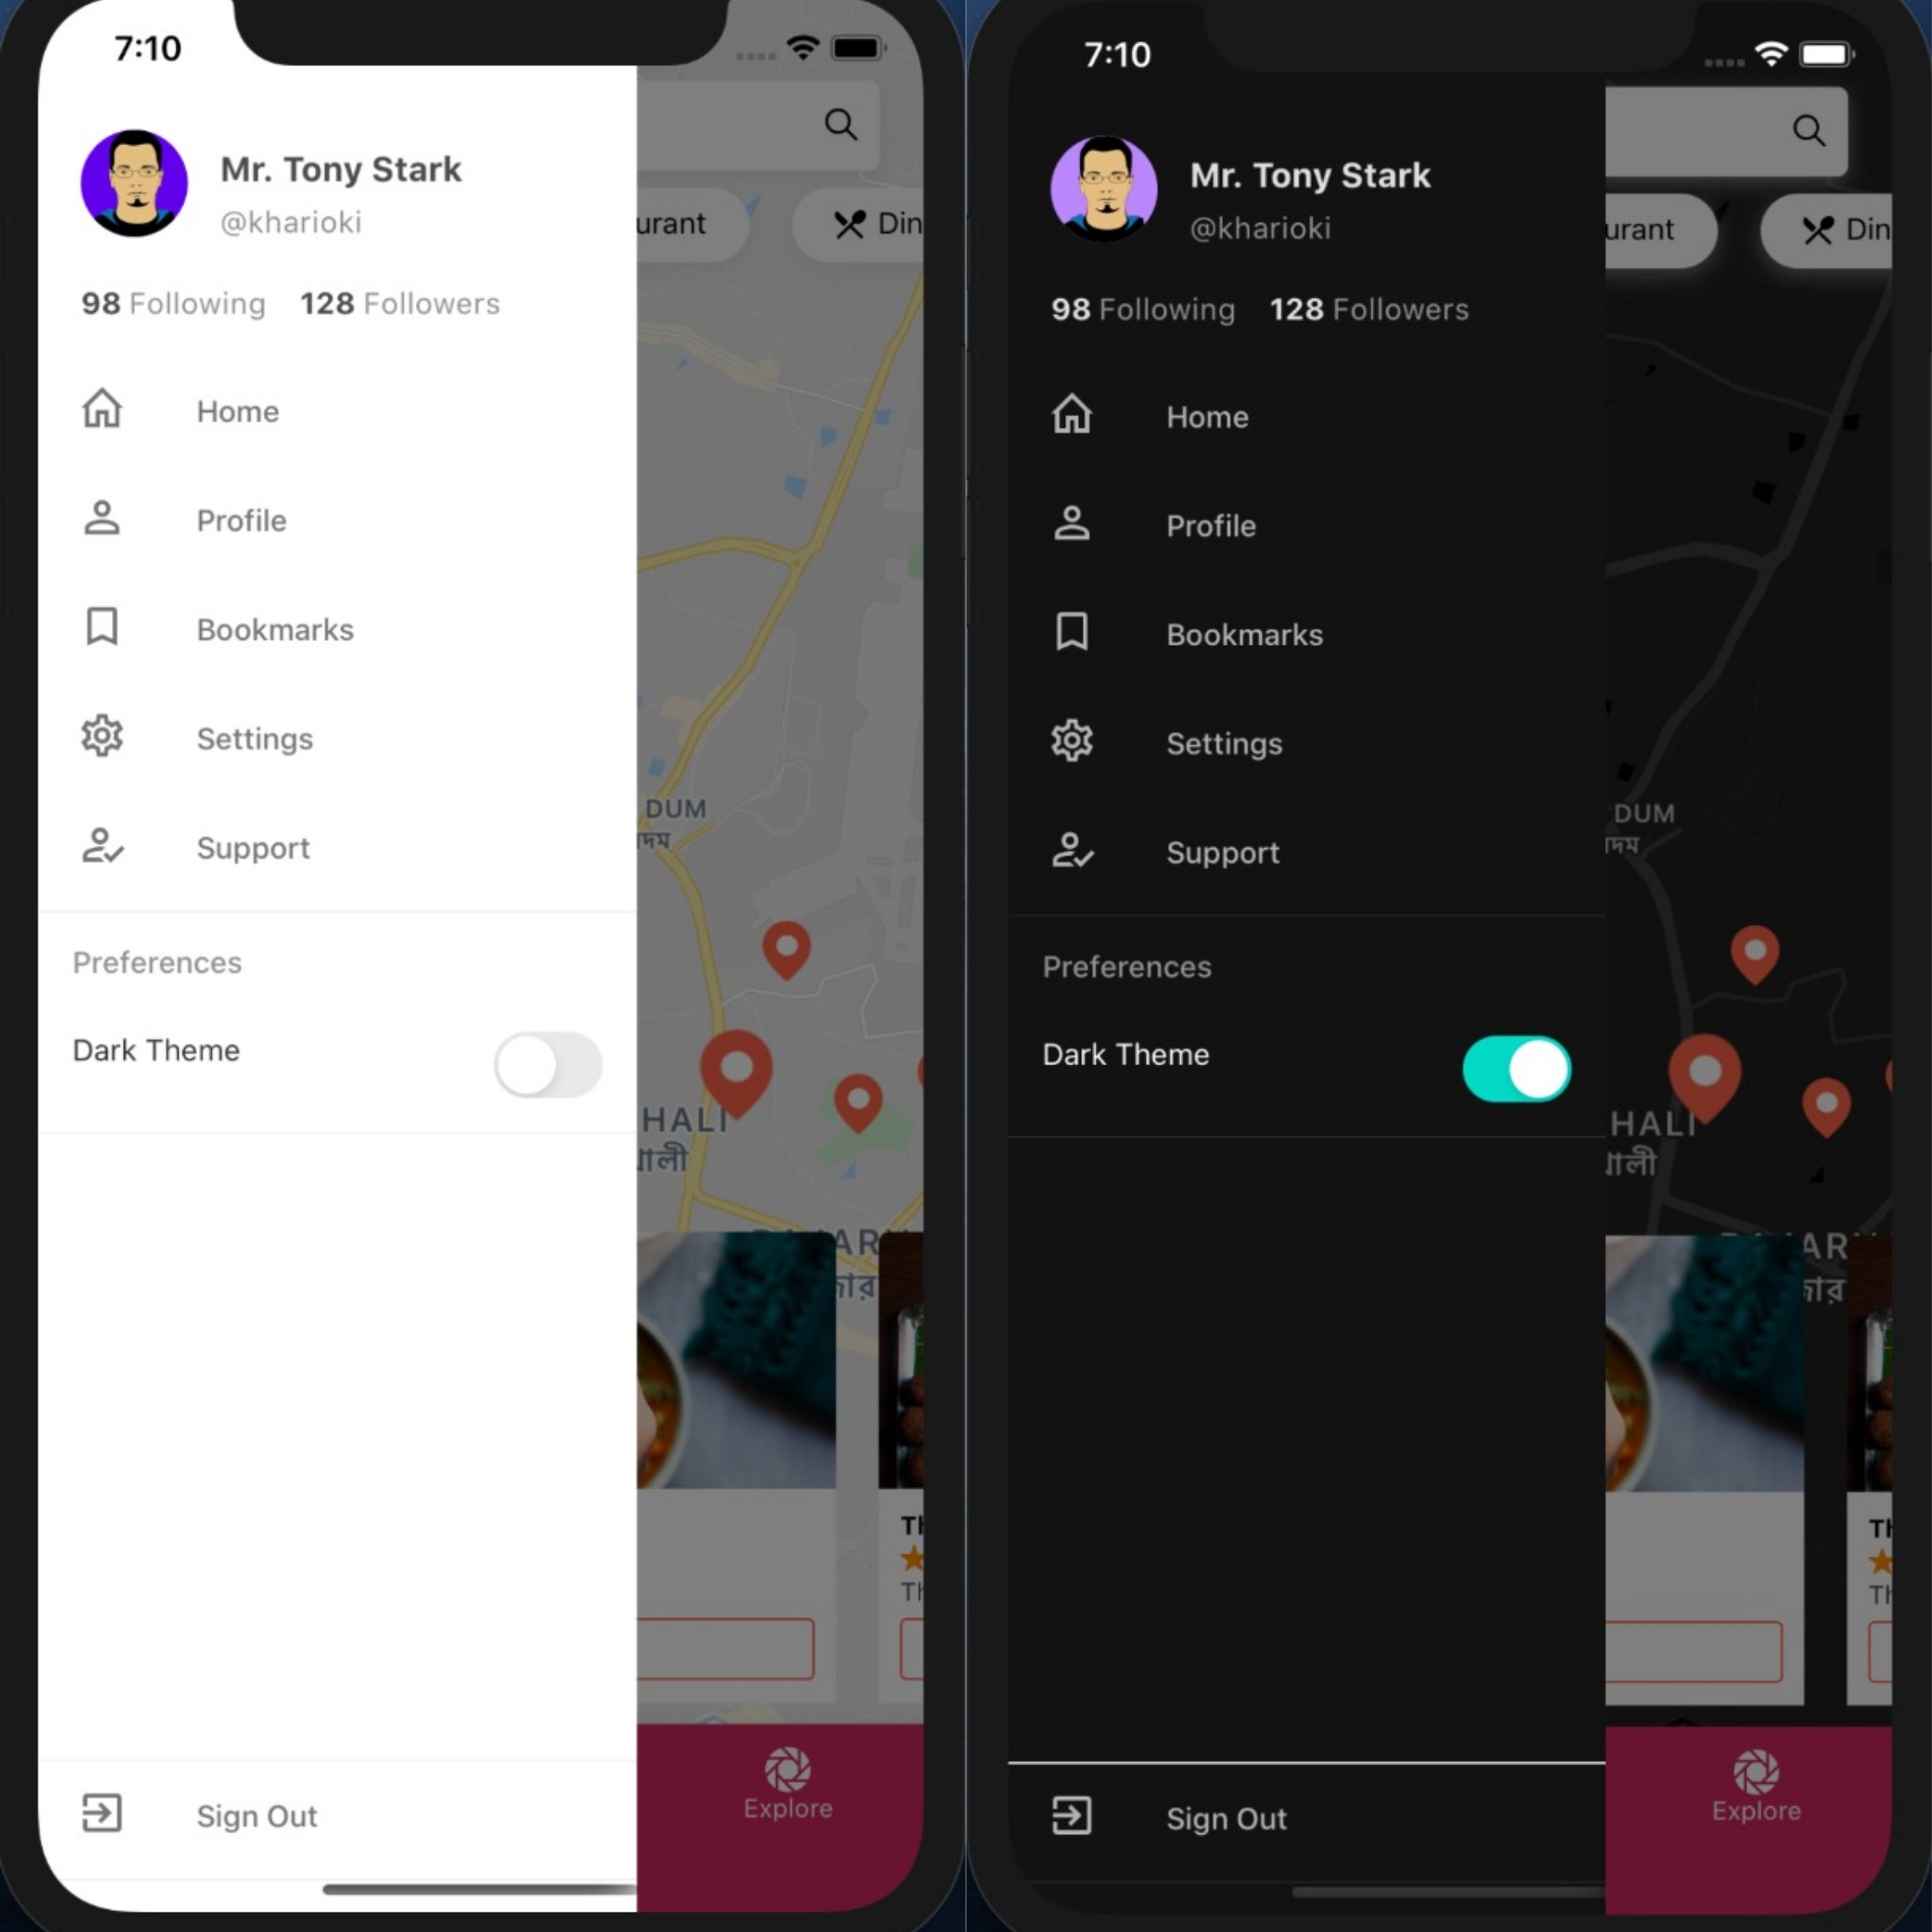 7:10
Mr. Tony Stark
@kharioki
98 Following 128 Followers
urant
Din
Home
Profile
Bookmarks
Settings
Support
DUM
Preferences
Dark Theme
HALI
Th
Th
Sign Out
Explore
7:10
Mr. Tony Stark
@kharioki
98 Following 128 Followers
urant
Din
Home
Profile
Bookmarks
Settings
Support
DUM
Preferences
Dark Theme
HALI
Th
Th
Sign Out
Explore